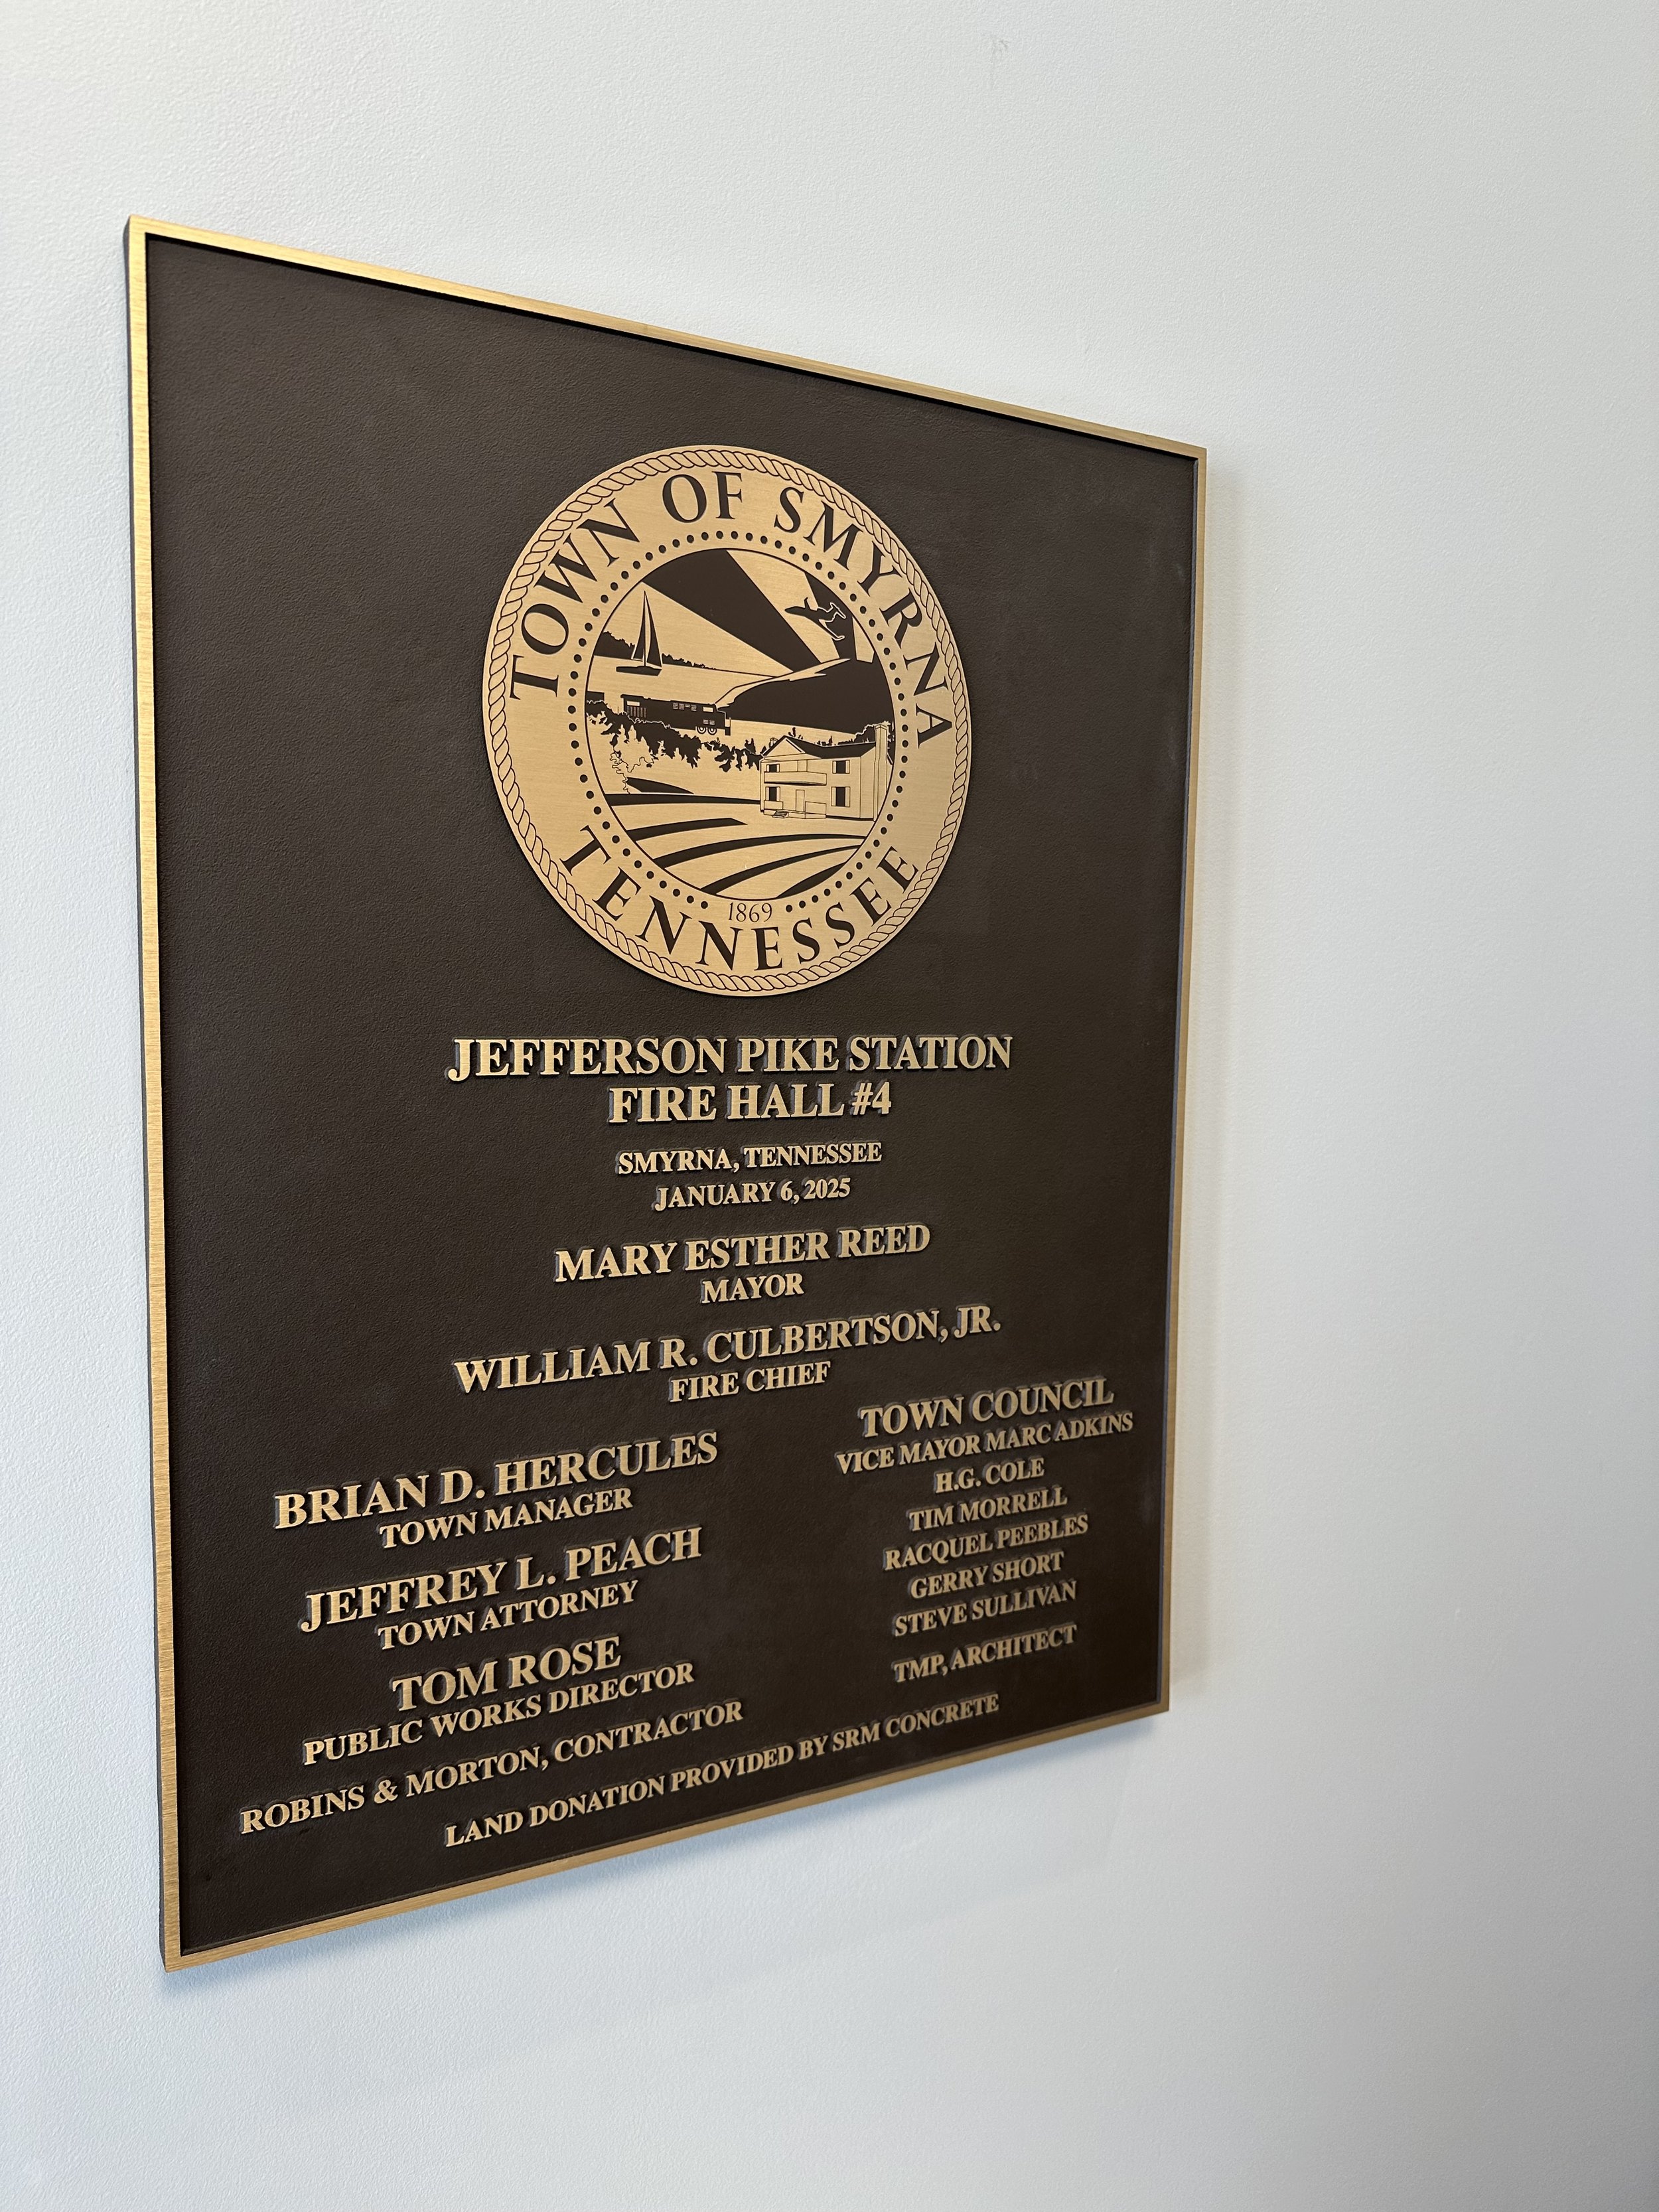 TOWN OF SMYRNA
1869
TENNESSEE
JEFFERSON PIKE STATION
FIRE HALL #4
SMYRNA, TENNESSEE
JANUARY 6, 2025
MARY ESTHER REED
MAYOR
WILLIAM R. CULBERTSON, JR.
FIRE CHIEF
BRIAN D. HERCULES
TOWN MANAGER
JEFFREY L. PEACH
TOWN ATTORNEY
TOM ROSE
PUBLIC WORKS DIRECTOR
ROBINS & MORTON, CONTRACTOR
TOWN COUNCIL
VICE MAYOR MARC ADKINS
H.G. COLE
TIM MORRELL
RACQUEL PEEBLES
GERRY SHORT
STEVE SULLIVAN
TMP, ARCHITECT
LAND DONATION PROVIDED BY SRM CONCRETE